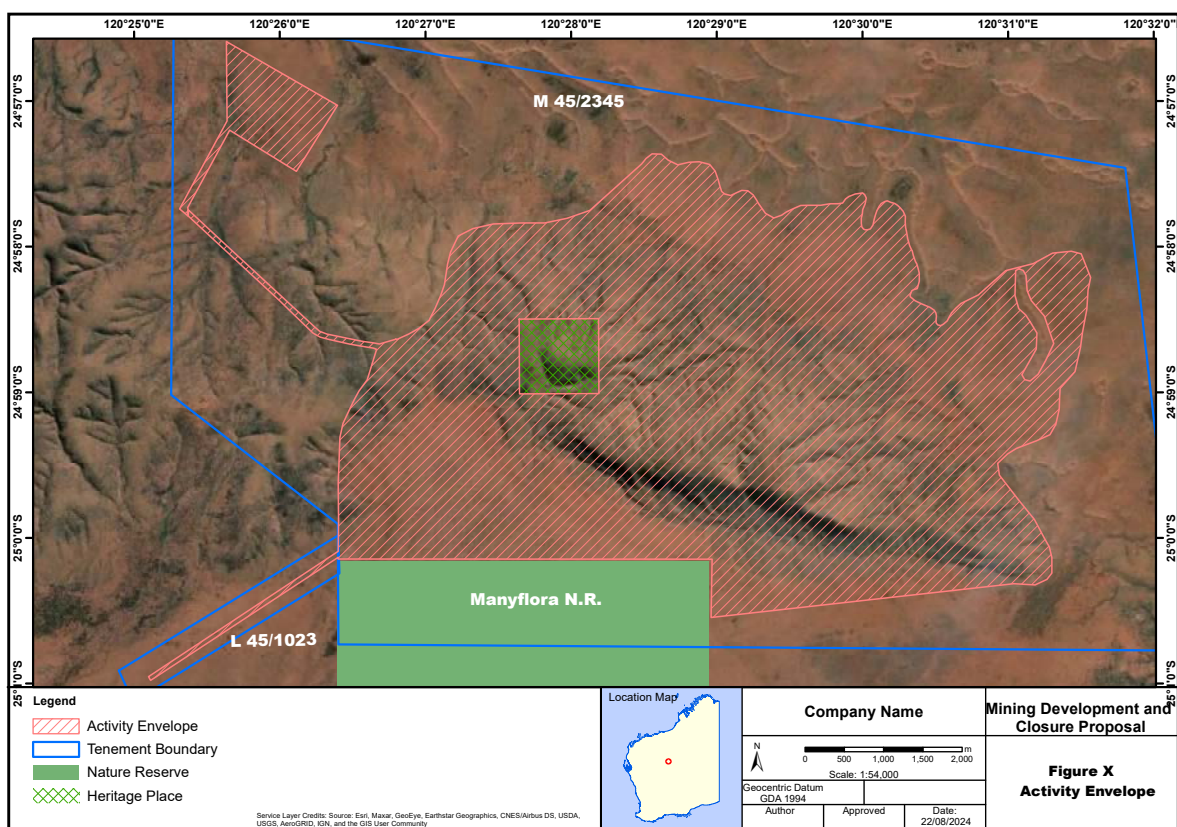 120°25'0"E 120°26'0"E 120°27'0"E 120°28'0"E 120°29'0"E 120°30'0"E 120°31'0"E 120°32'0"E
24°57'0"S
24°58'0"S
24°59'0"S
25°0'0"S
24°57'0"S
24°58'0"S
24°59'0"S
25°0'0"S
M 45/2345
Manyflora N.R.
L 45/1023
Legend
Activity Envelope
Tenement Boundary
Nature Reserve
Heritage Place
Service Layer Credits: Source: Esri, Maxar, GeoEye, Earthstar Geographics, CNES/Airbus DS, USDA,
USGS, AeroGRID, IGN, and the GIS User Community
Location Map
Company Name
N
0 500 1,000 1,500 2,000 m
Scale: 1:54,000
Geocentric Datum
GDA 1994
Author Approved Date:
22/08/2024
Mining Development and
Closure Proposal
Figure X
Activity Envelope